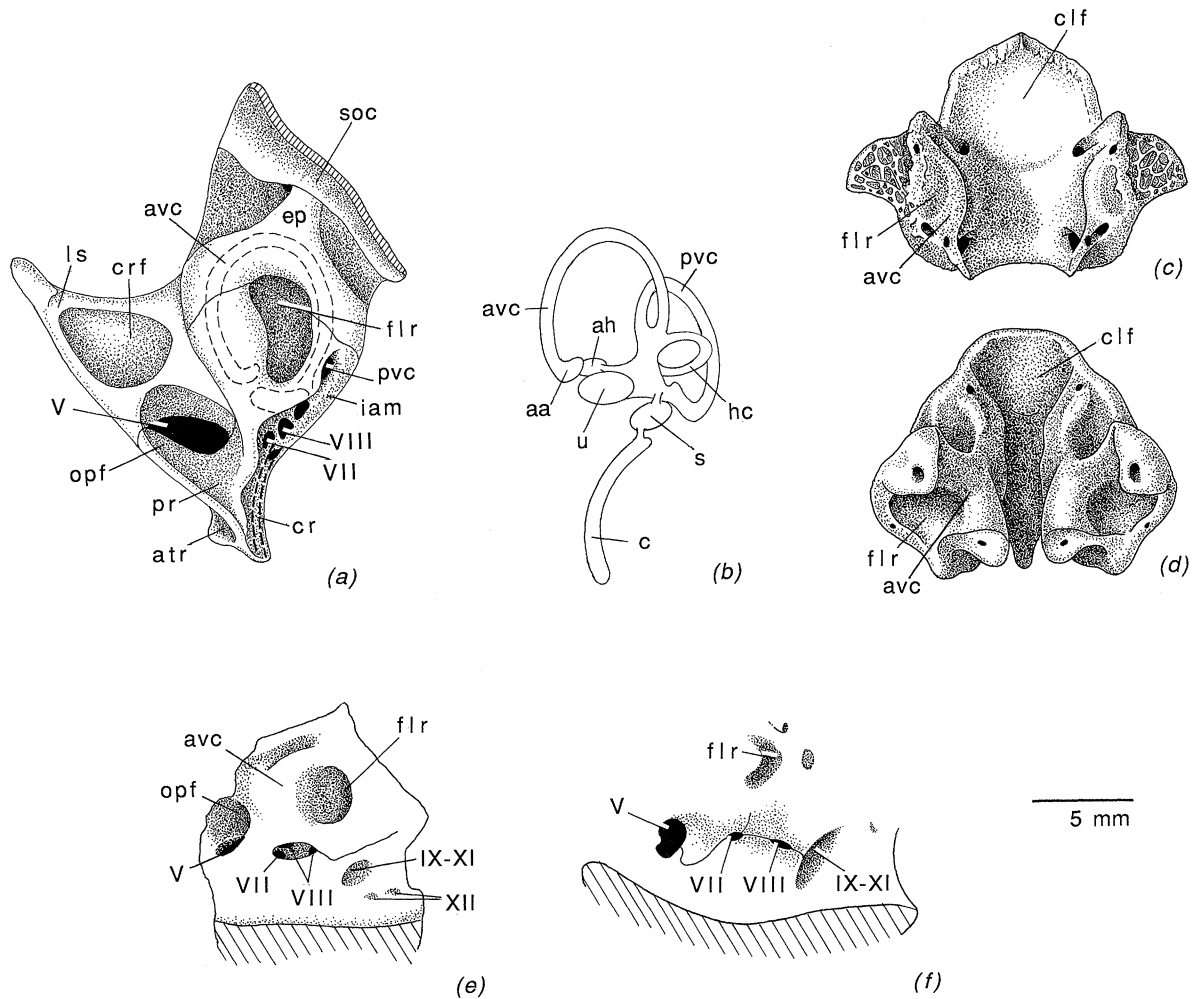 soc
avc
ep
ls
crf
flr
pvc
V
iam
VIII
opf
VII
pr
cr
atr
(a)
pvc
avc
ah
aa
hc
u
s
c
(b)
clf
flr
avc
(c)
clf
flr
avc
(d)
flr
avc
opf
V
VII
VIII
IX-XI
XII
(e)
flr
V
VII
VIII
IX-XI
(f)
5 mm